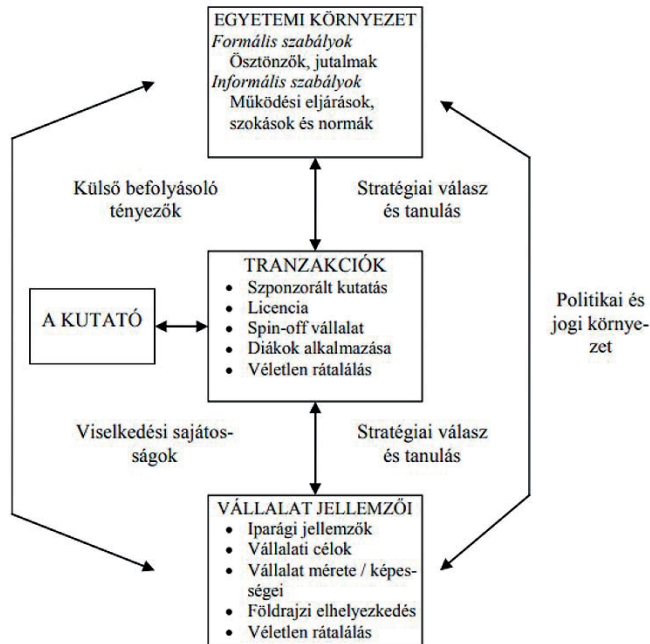 EGYETEMI KÖRNYEZET
Formális szabályok
Ösztönzők, jutalmak
Informális szabályok
Működési eljárások,
szokások és normák
Külső befolyásoló
tényezők
Stratégiai válasz
és tanulás
TRANZAKCIÓK
• Szponzorált kutatás
• Licencia
• Spin-off vállalat
• Diákok alkalmazása
• Véletlen rátalálás
A KUTATÓ
Politikai és
jogi környe-
zet
Viselkedési sajátos-
ságok
Stratégiai válasz
és tanulás
VÁLLALAT JELLEMZŐI
• Iparági jellemzők
• Vállalati célok
• Vállalat mérete / képes-
ségei
• Földrajzi elhelyezkedés
• Véletlen rátalálás